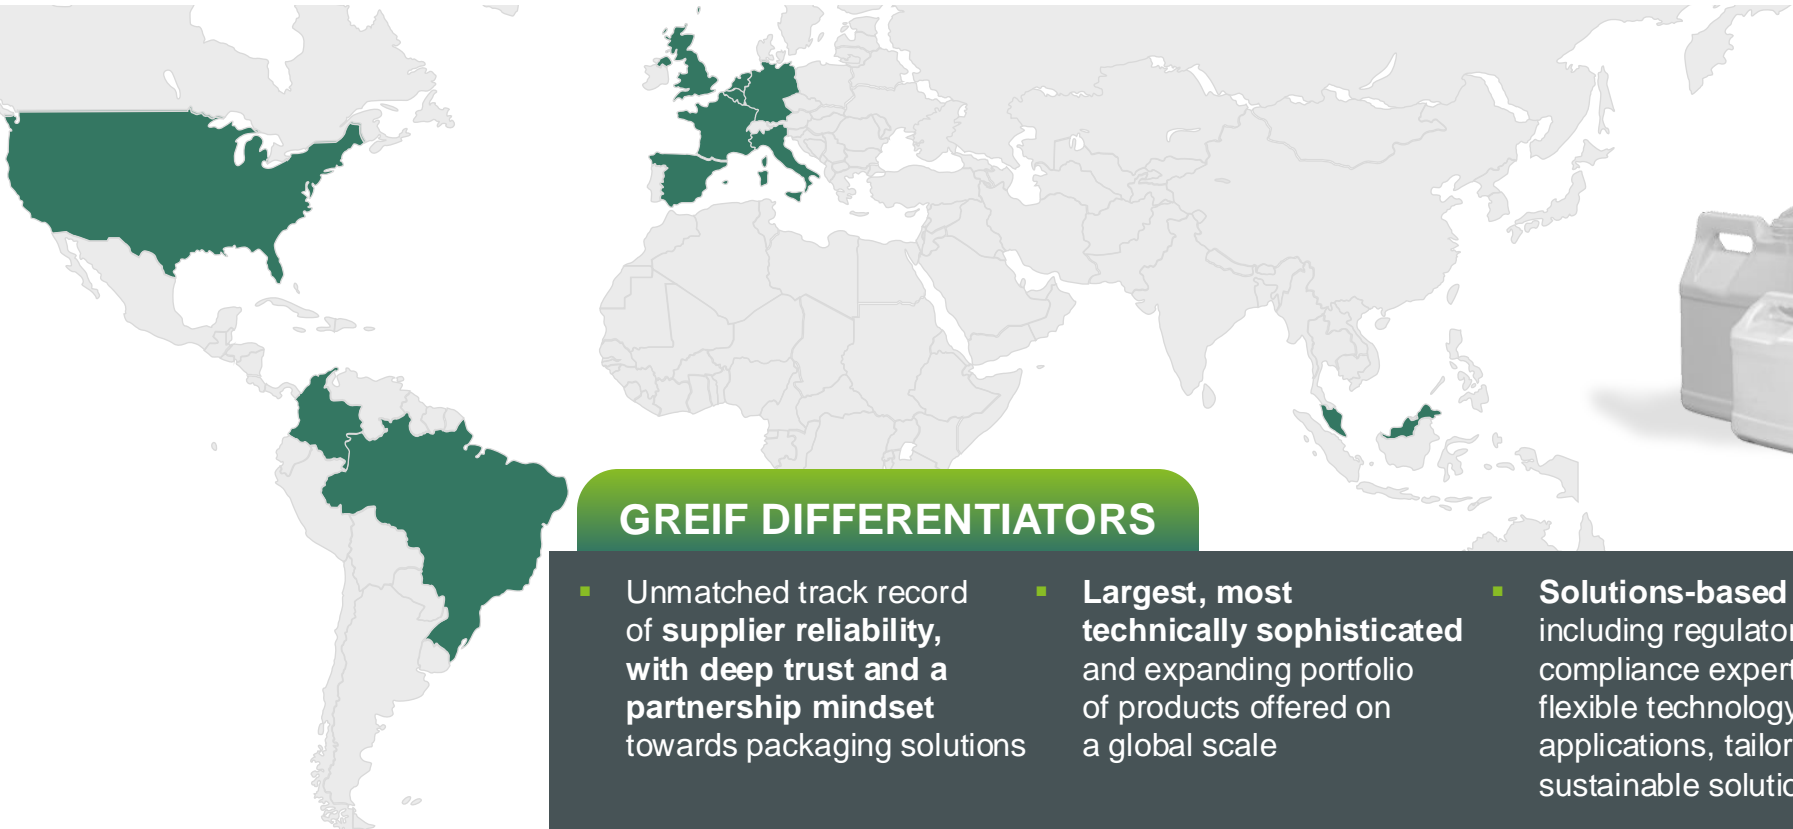 GREIF DIFFERENTIATORS
▪ Unmatched track record
of supplier reliability,
with deep trust and a
partnership mindset
towards packaging solutions
▪ Largest, most
technically sophisticated
and expanding portfolio
of products offered on
a global scale
▪ Solutions-based
including
compliance
flexible technology
applications,
sustainable